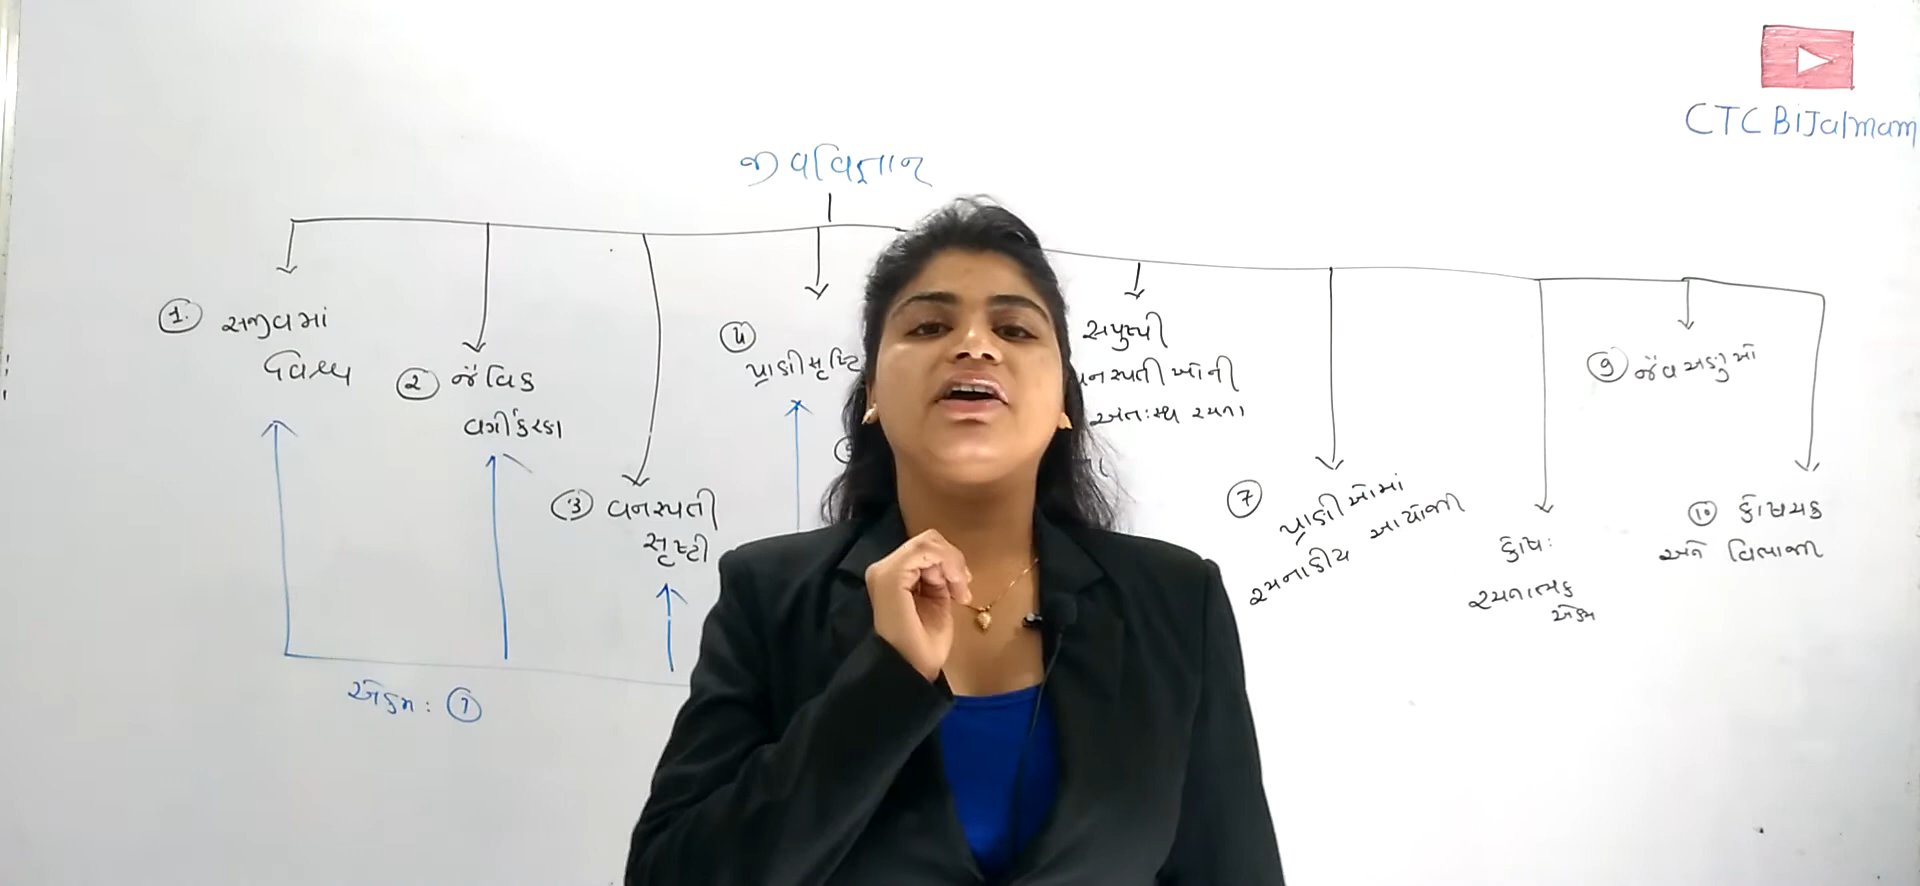 CTC Bijalmam
જીવવિજ્ઞાન
1. સજીવમાં
વિવિધ્ય
2 જૈવિક
વર્ગીકરણ
3 વનસ્પતી
સૃષ્ટી
4
પ્રાણી સૃષ્ટિ
સપુષ્પી
વનસ્પતીઓની
અંતઃસ્થ રચના
7
પ્રાણીઓમાં
રચનાકીય આયોજન
કોષ:
રચનાત્મક
એકમ
9 જૈવ અણુઓ
10 કોષચક્ર
અને વિભાજન
એકમ: 1